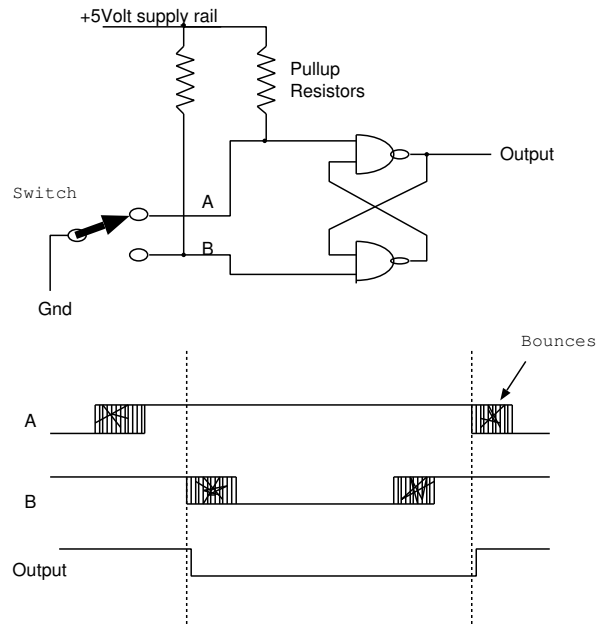 +5Volt supply rail
Pullup
Resistors
Output
Switch
A
B
Gnd
Bounces
A
B
Output